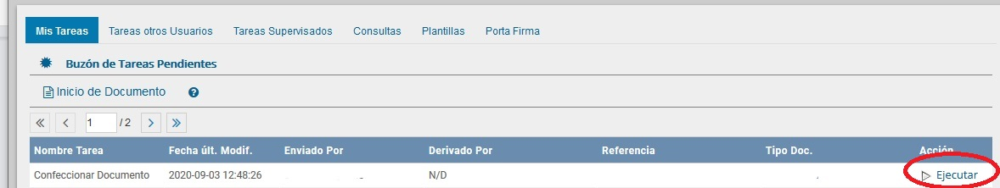 Mis Tareas Tareas otros Usuarios Tareas Supervisados Consultas Plantillas Porta Firma
Buzón de Tareas Pendientes
Inicio de Documento ?
1 / 2
Nombre Tarea Fecha últ. Modif. Enviado Por Derivado Por Referencia Tipo Doc. Acción
Confeccionar Documento 2020-09-03 12:48:26 N/D Ejecutar